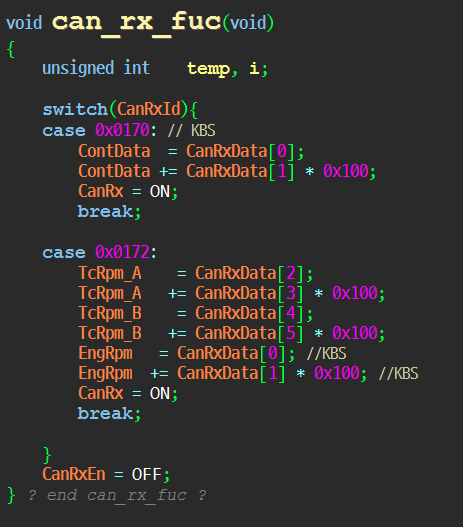 void can_rx_fuc(void)
{
unsigned int temp, i;
switch(CanRxId){
case 0x0170: // KBS
ContData = CanRxData[0];
ContData += CanRxData[1] * 0x100;
CanRx = ON;
break;
case 0x0172:
TcRpm_A = CanRxData[2];
TcRpm_A += CanRxData[3] * 0x100;
TcRpm_B = CanRxData[4];
TcRpm_B += CanRxData[5] * 0x100;
EngRpm = CanRxData[0]; //KBS
EngRpm += CanRxData[1] * 0x100; //KBS
CanRx = ON;
break;
}
CanRxEn = OFF;
} ? end can_rx_fuc ?